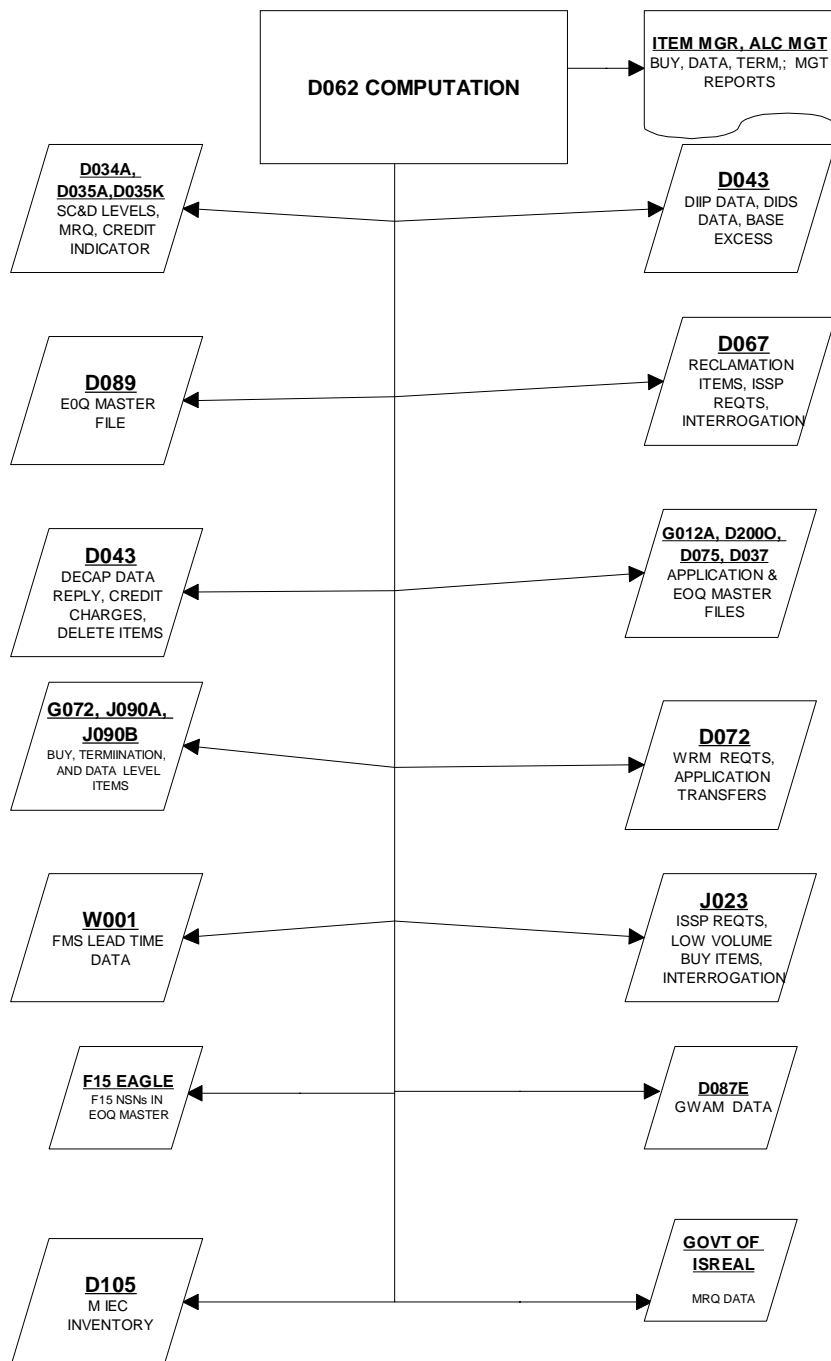 D062 COMPUTATION
ITEM MGR, ALC MGT
BUY, DATA, TERM,; MGT
REPORTS
D034A,
D035A,D035K
SC&D LEVELS,
MRQ, CREDIT
INDICATOR
D043
DIIP DATA, DIDS
DATA, BASE
EXCESS
D089
E0Q MASTER
FILE
D067
RECLAMATION
ITEMS, ISSP
REQTS,
INTERROGATION
D043
DECAP DATA
REPLY, CREDIT
CHARGES,
DELETE ITEMS
G012A, D200O,
D075, D037
APPLICATION &
EOQ MASTER
FILES
G072, J090A,
J090B
BUY, TERMIINATION,
AND DATA LEVEL
ITEMS
D072
WRM REQTS,
APPLICATION
TRANSFERS
W001
FMS LEAD TIME
DATA
J023
ISSP REQTS,
LOW VOLUME
BUY ITEMS,
INTERROGATION
F15 EAGLE
F15 NSNs IN
EOQ MASTER
D087E
GWAM DATA
D105
M IEC
INVENTORY
GOVT OF
ISREAL
MRQ DATA